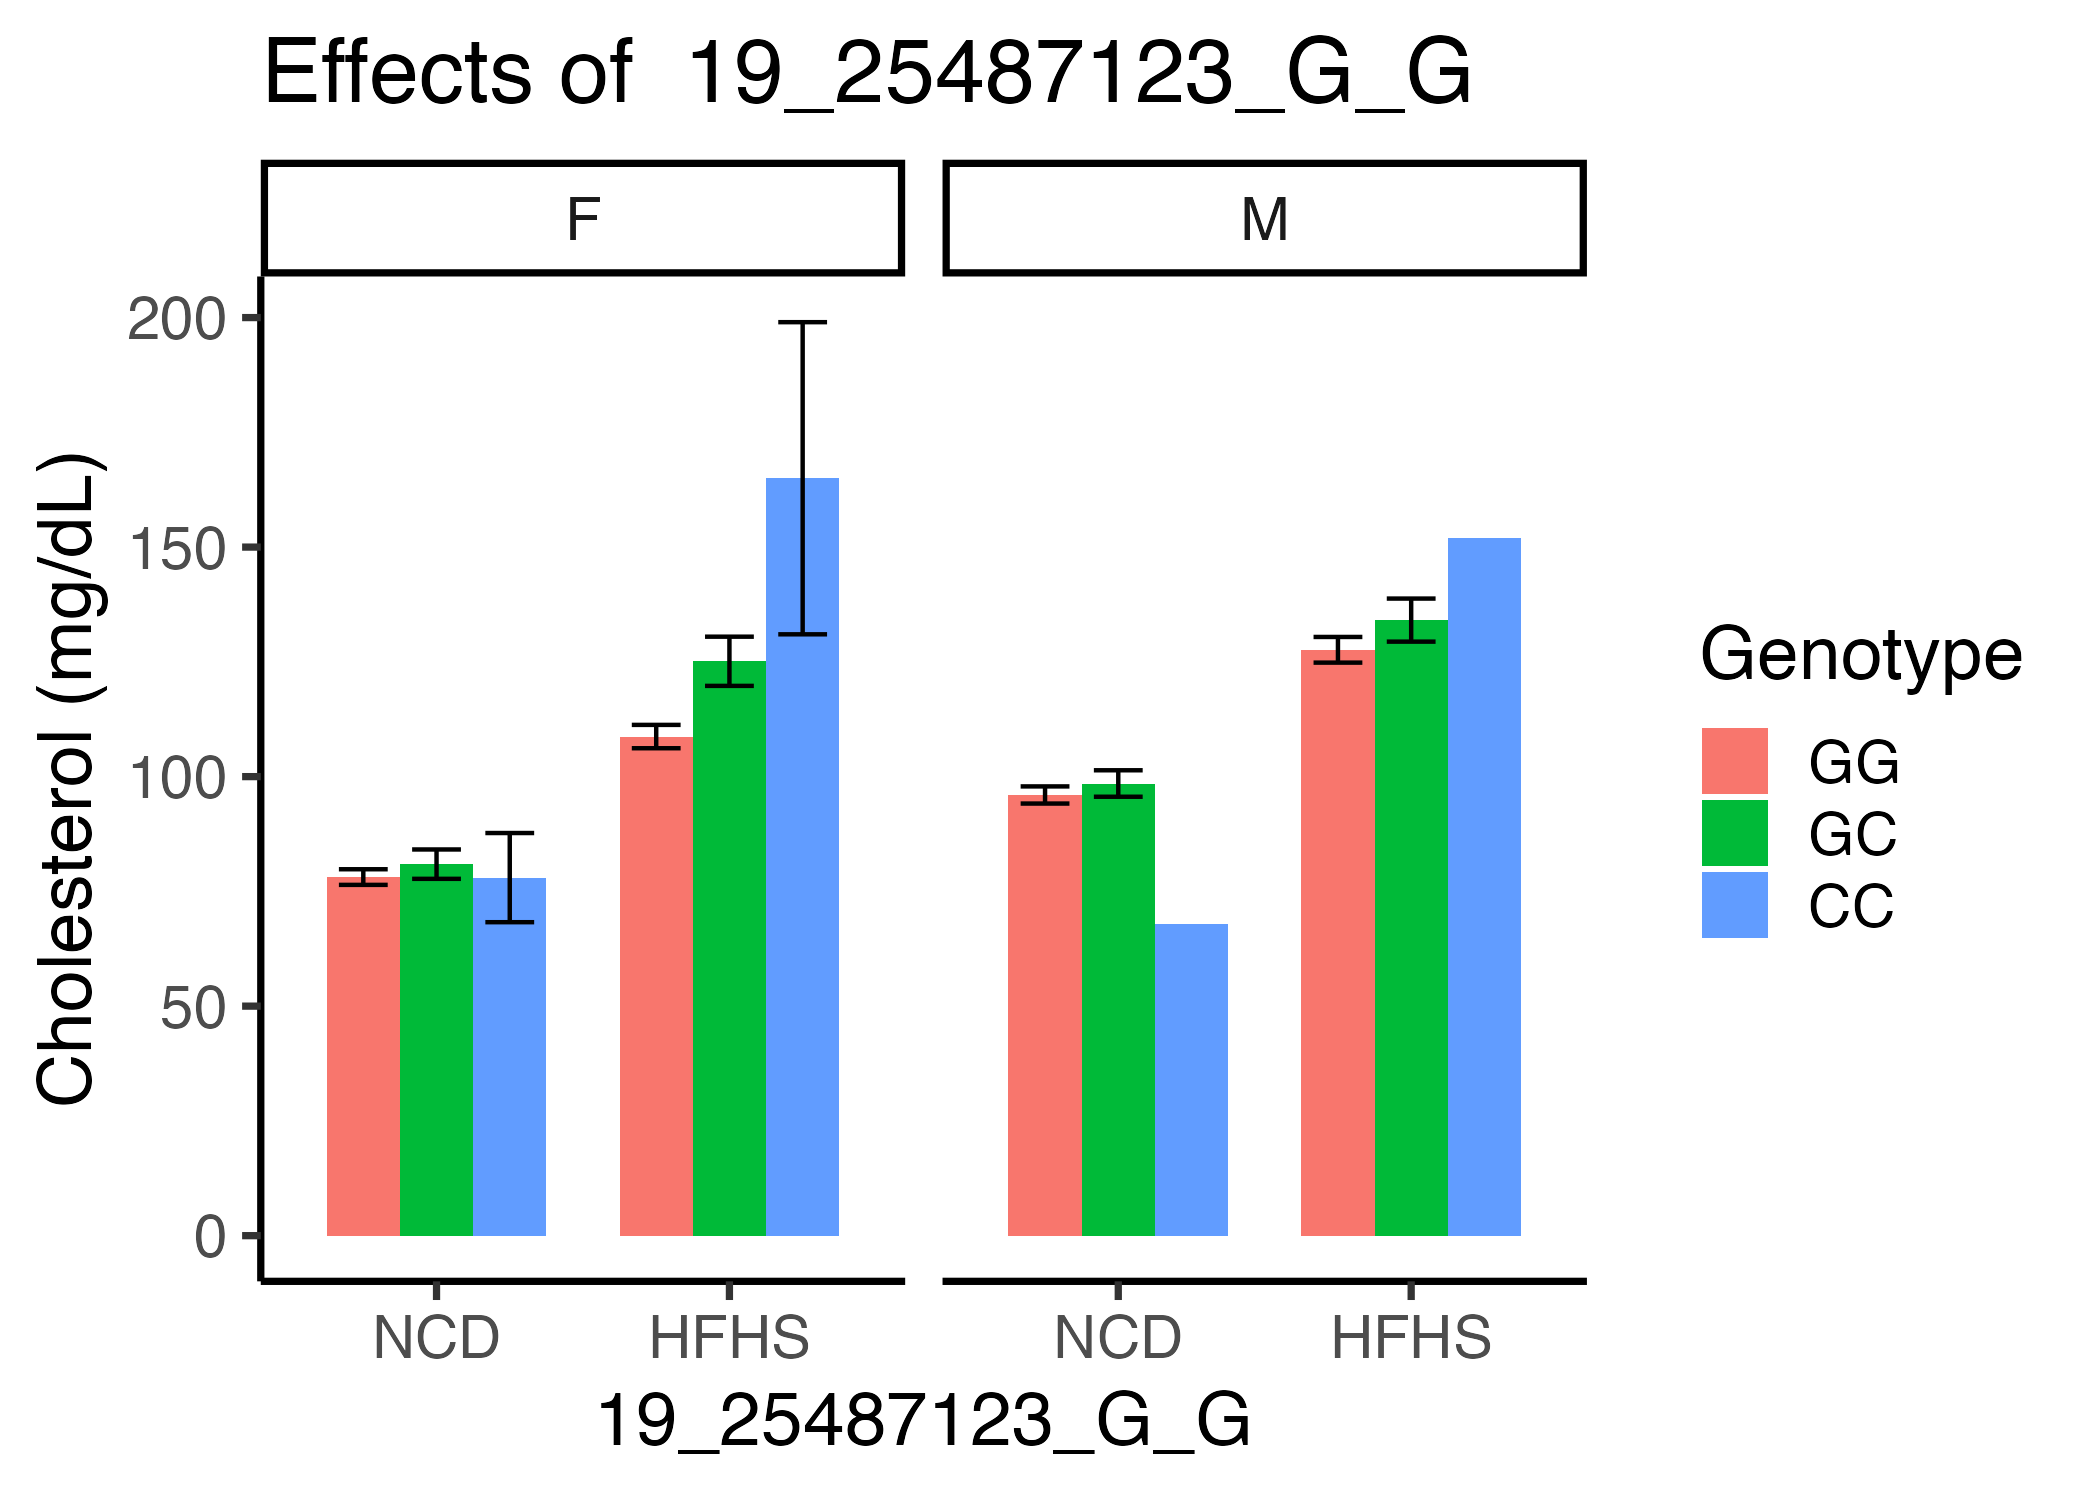 Effects of  19_25487123_G_G
F
M
200
150
100
50
0
Cholesterol (mg/dL)
NCD
HFHS
NCD
HFHS
19_25487123_G_G
Genotype
GG
GC
CC